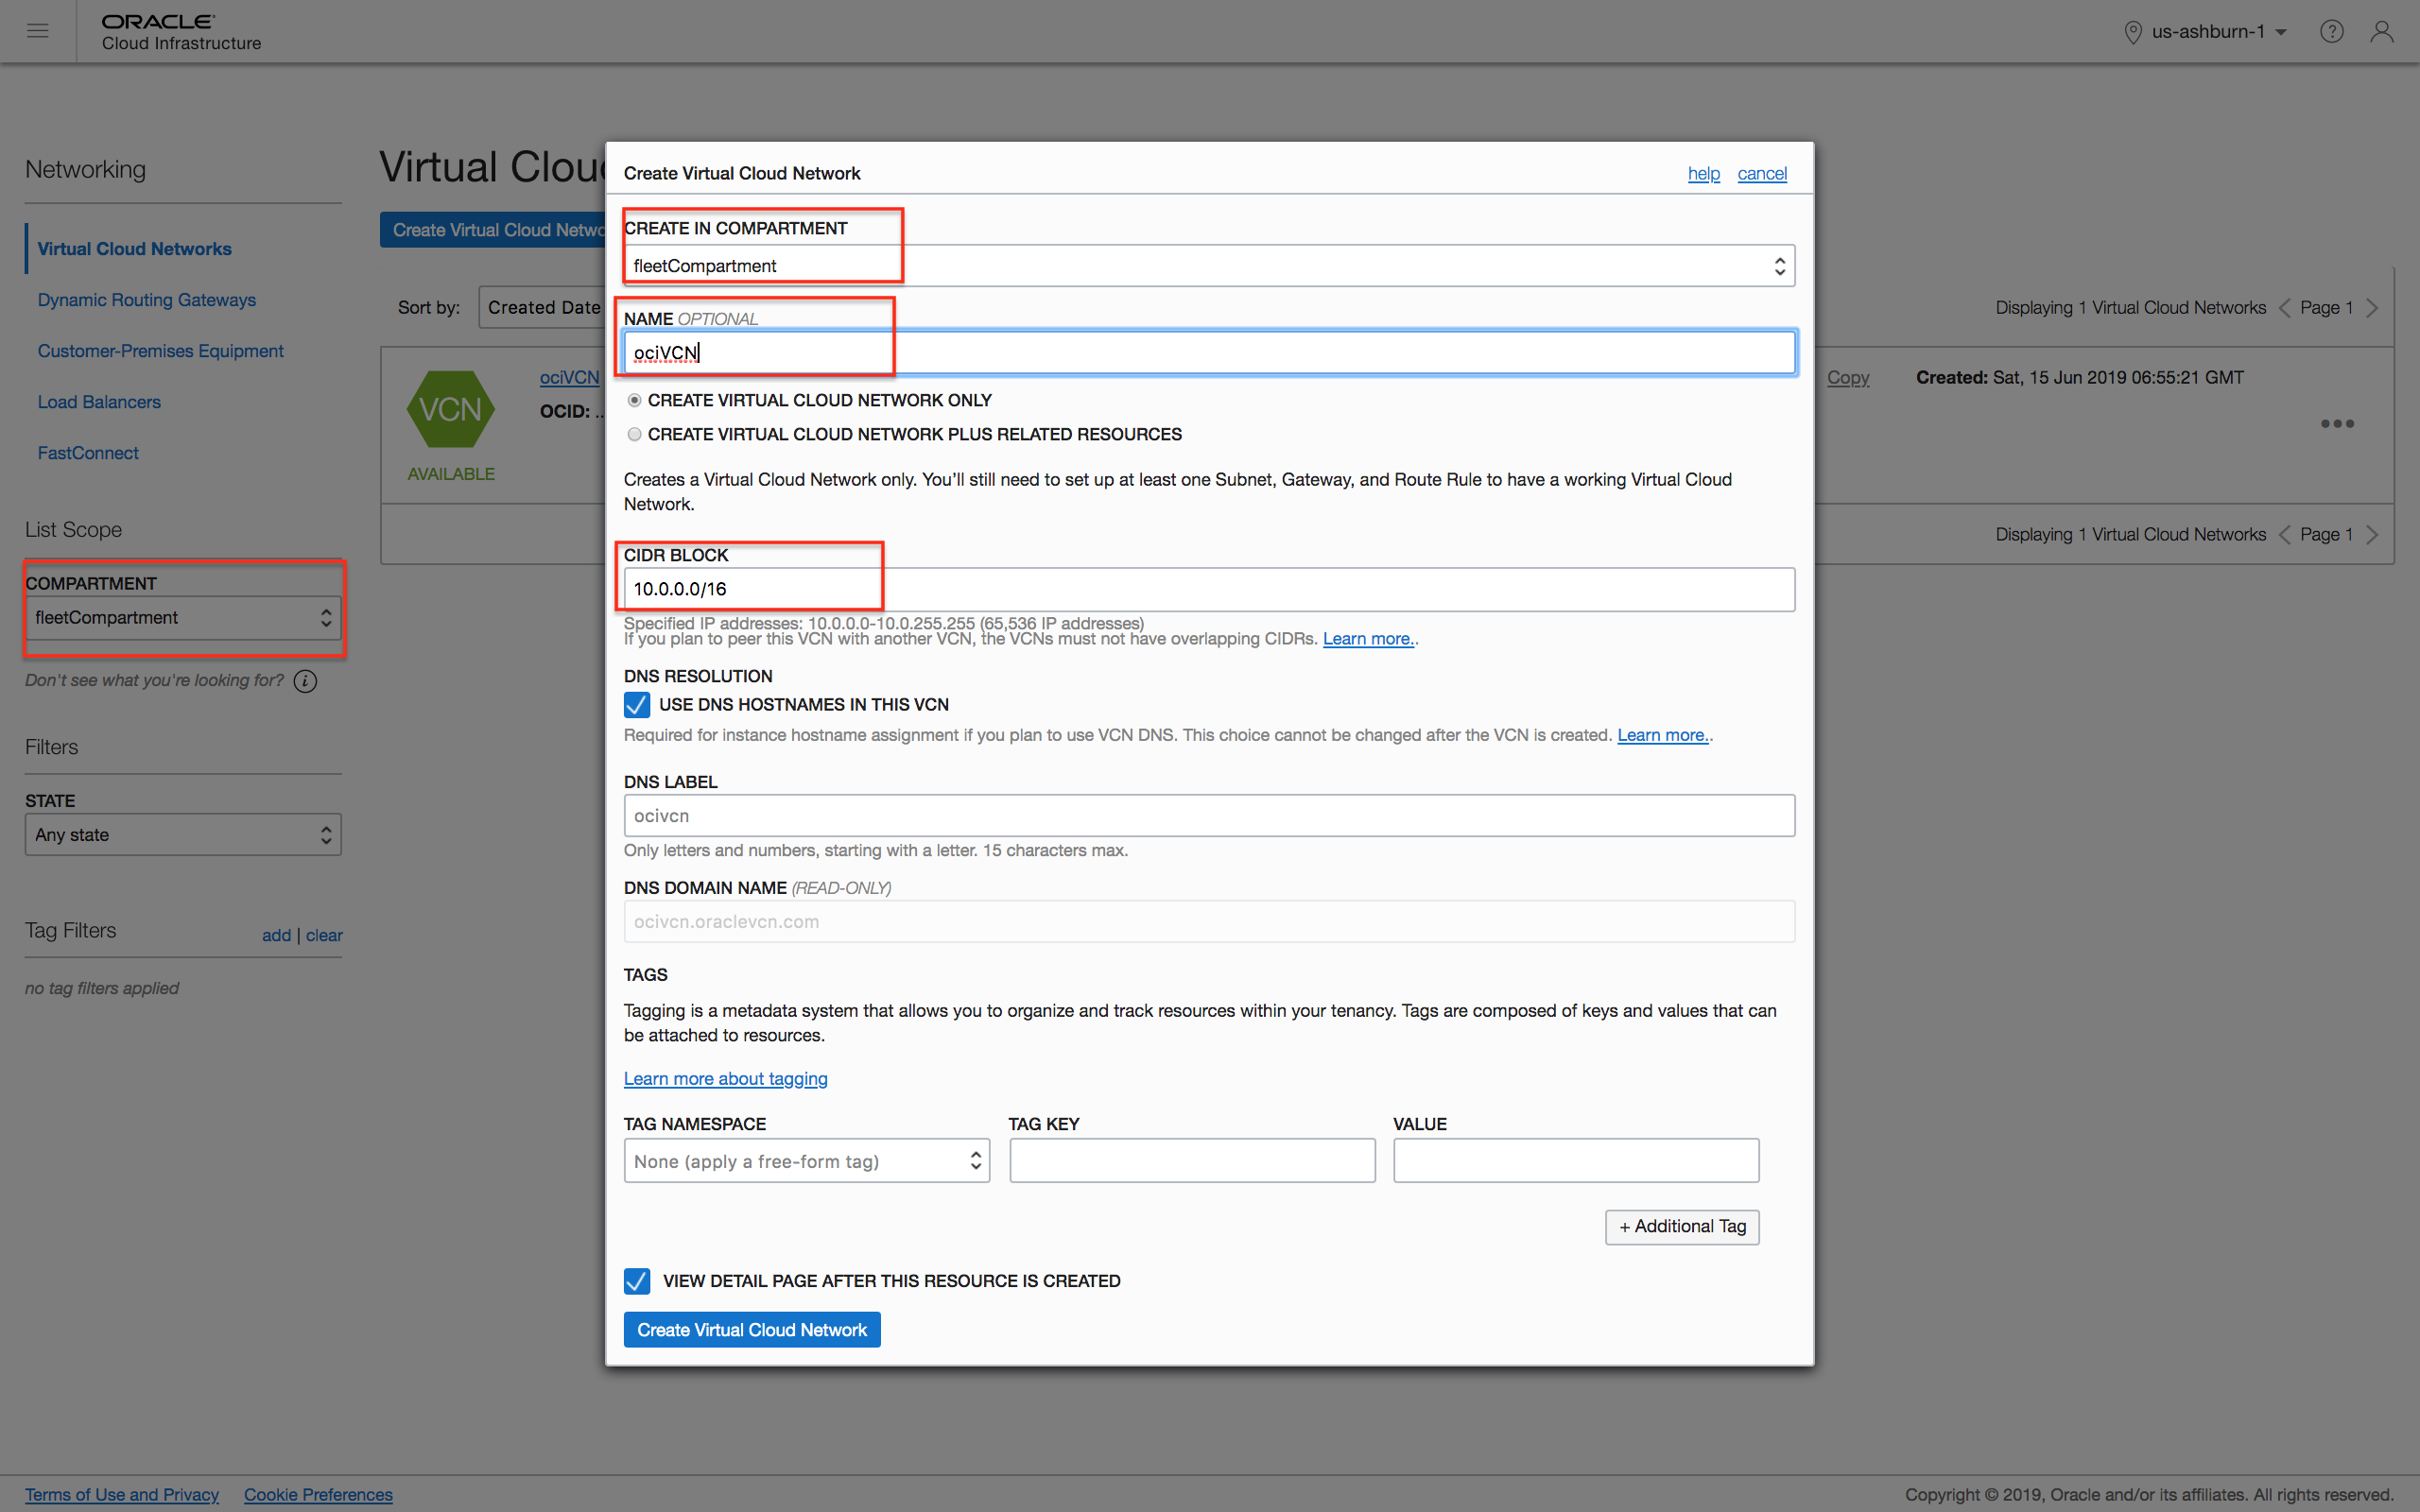 ORACLE
Cloud Infrastructure
us-ashburn-1
Networking
Virtual Cloud Networks
Dynamic Routing Gateways
Customer-Premises Equipment
Load Balancers
FastConnect
List Scope
COMPARTMENT
fleetCompartment
Don't see what you're looking for?
Filters
STATE
Any state
Tag Filters
add | clear
no tag filters applied
Virtual Clou
Create Virtual Cloud Netwo
Sort by: Created Date
Displaying 1 Virtual Cloud Networks Page 1
VCN
AVAILABLE
ociVCN
OCID: ..
Copy
Created: Sat, 15 Jun 2019 06:55:21 GMT
Displaying 1 Virtual Cloud Networks Page 1
Create Virtual Cloud Network
help cancel
CREATE IN COMPARTMENT
fleetCompartment
NAME OPTIONAL
ociVCN
CREATE VIRTUAL CLOUD NETWORK ONLY
CREATE VIRTUAL CLOUD NETWORK PLUS RELATED RESOURCES
Creates a Virtual Cloud Network only. You’ll still need to set up at least one Subnet, Gateway, and Route Rule to have a working Virtual Cloud
Network.
CIDR BLOCK
10.0.0.0/16
Specified IP addresses: 10.0.0.0-10.0.255.255 (65,536 IP addresses)
If you plan to peer this VCN with another VCN, the VCNs must not have overlapping CIDRs. Learn more..
DNS RESOLUTION
USE DNS HOSTNAMES IN THIS VCN
Required for instance hostname assignment if you plan to use VCN DNS. This choice cannot be changed after the VCN is created. Learn more..
DNS LABEL
ocivcn
Only letters and numbers, starting with a letter. 15 characters max.
DNS DOMAIN NAME (READ-ONLY)
ocivcn.oraclevcn.com
TAGS
Tagging is a metadata system that allows you to organize and track resources within your tenancy. Tags are composed of keys and values that can
be attached to resources.
Learn more about tagging
TAG NAMESPACE TAG KEY VALUE
None (apply a free-form tag)
+ Additional Tag
VIEW DETAIL PAGE AFTER THIS RESOURCE IS CREATED
Create Virtual Cloud Network
Terms of Use and Privacy Cookie Preferences
Copyright © 2019, Oracle and/or its affiliates. All rights reserved.